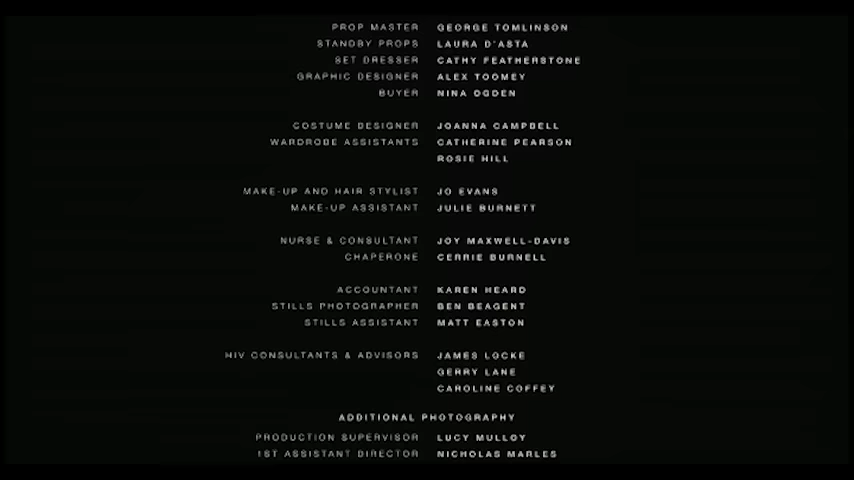 PROP MASTER GEORGE TOMLINSON
STANDBY PROPS LAURA D'ASTA
SET DRESSER CATHY FEATHERSTONE
GRAPHIC DESIGNER ALEX TOOMEY
BUYER NINA OGDEN
COSTUME DESIGNER JOANNA CAMPBELL
WARDROBE ASSISTANTS CATHERINE PEARSON
ROSIE HILL
MAKE-UP AND HAIR STYLIST JO EVANS
MAKE-UP ASSISTANT JULIE BURNETT
NURSE & CONSULTANT JOY MAXWELL-DAVIS
CHAPERONE CERRIE BURNELL
ACCOUNTANT KAREN HEARD
STILLS PHOTOGRAPHER BEN BEAGENT
STILLS ASSISTANT MATT EASTON
HIV CONSULTANTS & ADVISORS JAMES LOCKE
GERRY LANE
CAROLINE COFFEY
ADDITIONAL PHOTOGRAPHY
PRODUCTION SUPERVISOR LUCY MULLOY
1ST ASSISTANT DIRECTOR NICHOLAS MARLES